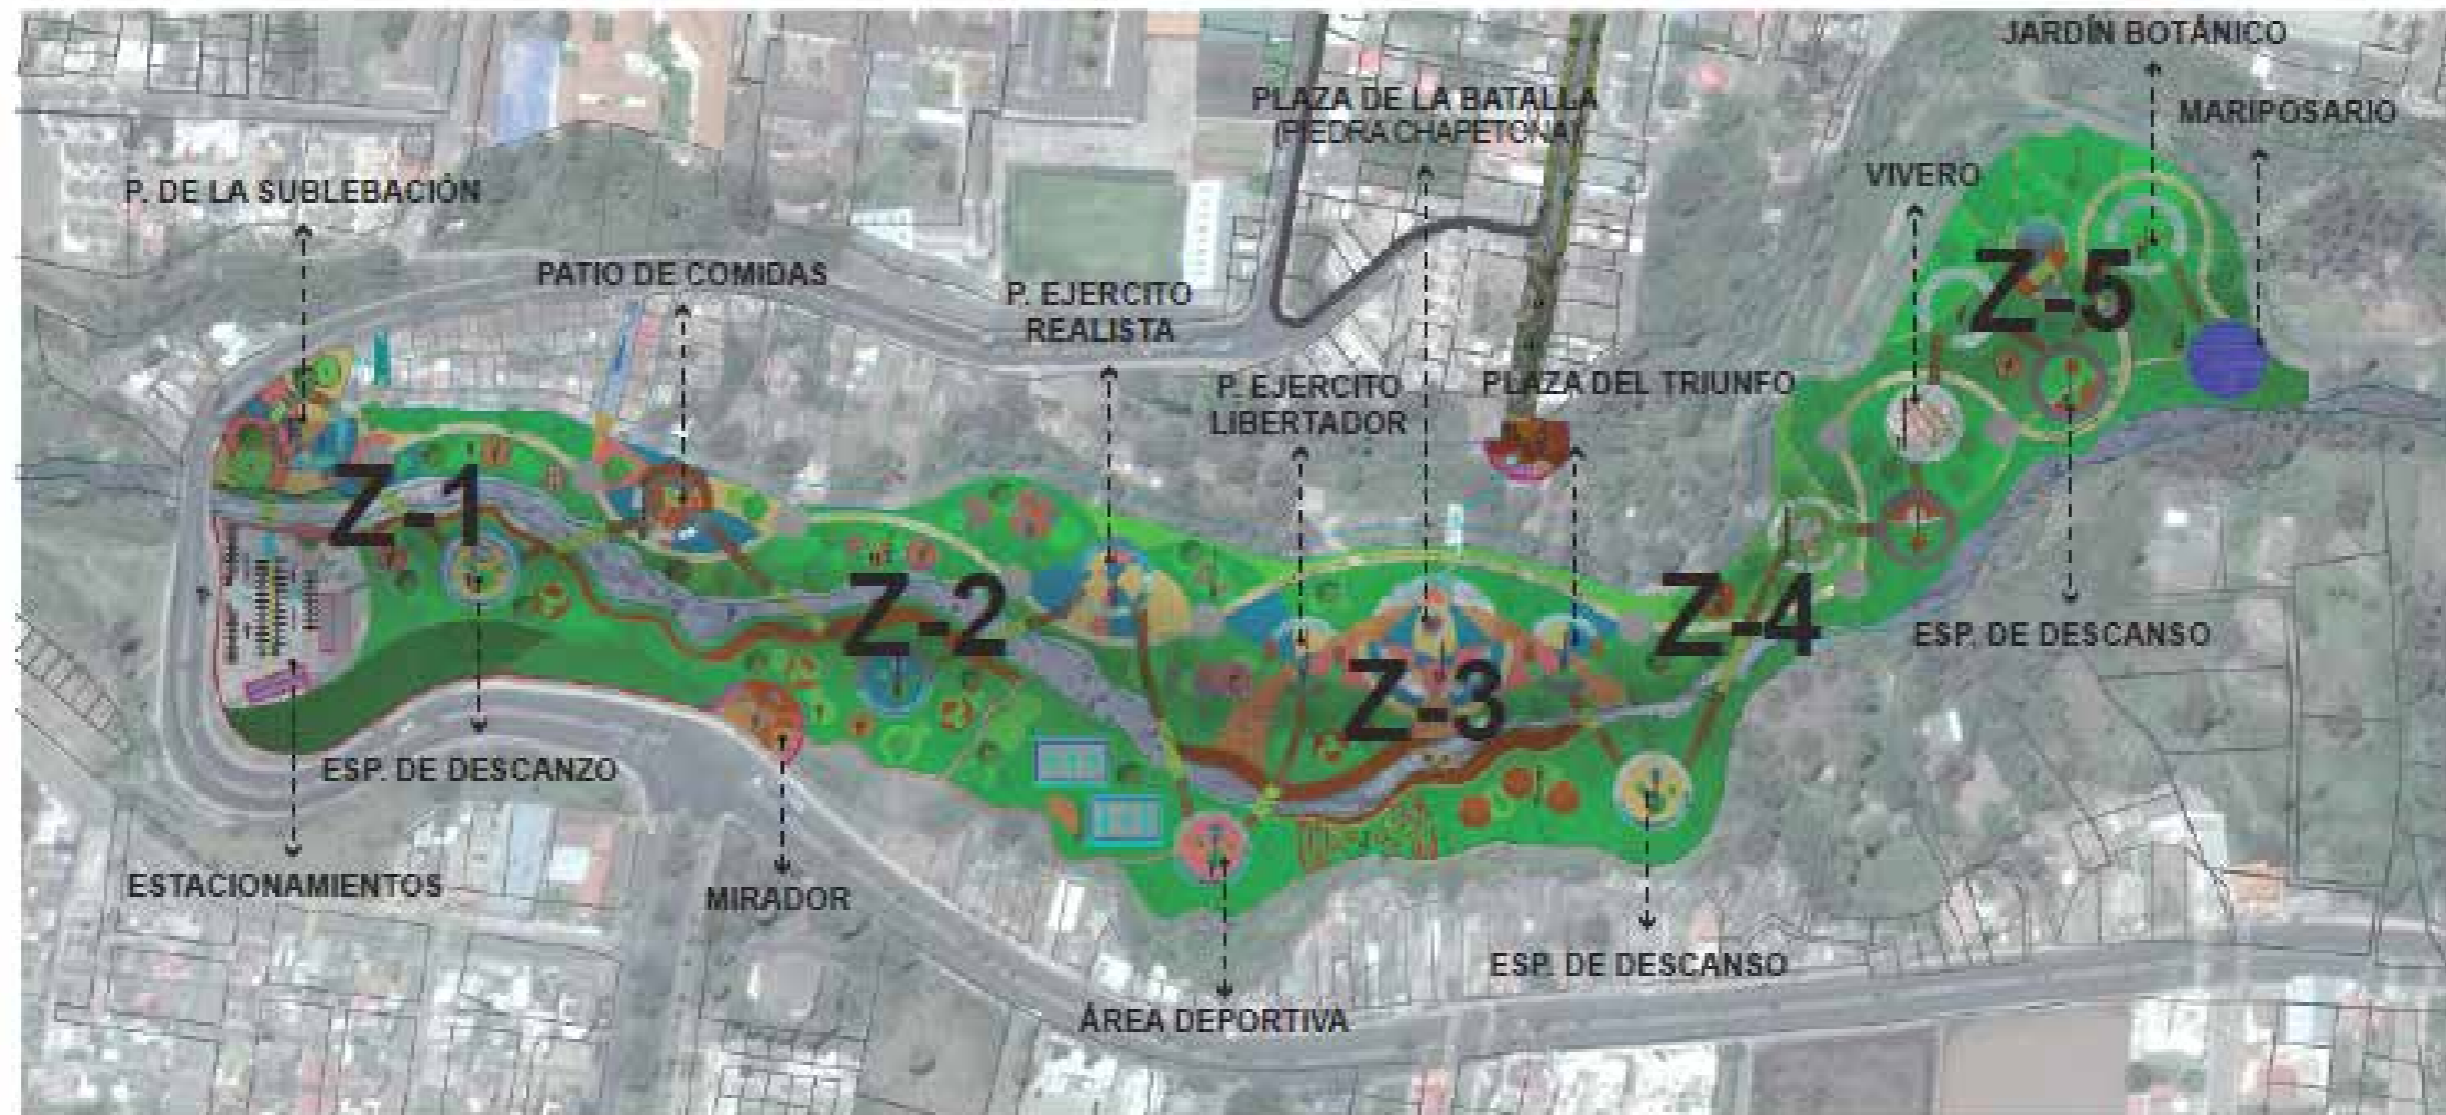 JARDÍN BOTÁNICO
PLAZA DE LA BATALLA
(PIEDRA CHAPETONA)
MARIPOSARIO
VIVERO
P. DE LA SUBLEBACIÓN
PATIO DE COMIDAS
P. EJERCITO
REALISTA
P. EJERCITO
LIBERTADOR
PLAZA DEL TRIUNFO
Z-5
Z-1
Z-2
Z-3
Z-4
ESP. DE DESCANSO
ESP. DE DESCANZO
ESTACIONAMIENTOS
MIRADOR
ESP. DE DESCANSO
ÁREA DEPORTIVA